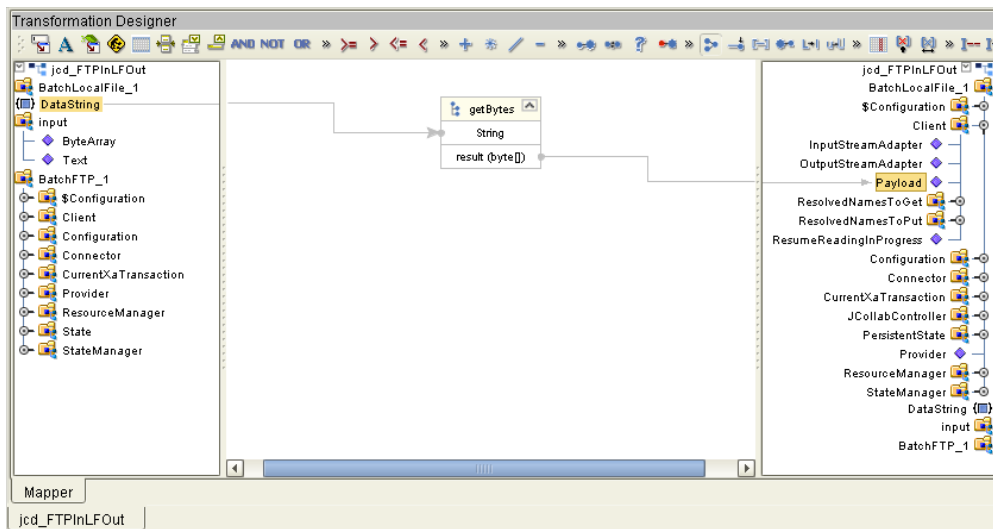 Transformation Designer
A ? AND NOT OR » >= > <= < » + * / - » ? » »
jcd_FTPInLFOut
BatchLocalFile_1
DataString
input
ByteArray
Text
BatchFTP_1
$Configuration
Client
Configuration
Connector
CurrentXaTransaction
Provider
ResourceManager
State
StateManager
getBytes
String
result (byte[])
jcd_FTPInLFOut
BatchLocalFile_1
$Configuration
Client
InputStreamAdapter
OutputStreamAdapter
Payload
ResolvedNamesToGet
ResolvedNamesToPut
ResumeReadingInProgress
Configuration
Connector
CurrentXaTransaction
JCollabController
PersistentState
Provider
ResourceManager
StateManager
DataString
input
BatchFTP_1
Mapper
jcd_FTPInLFOut